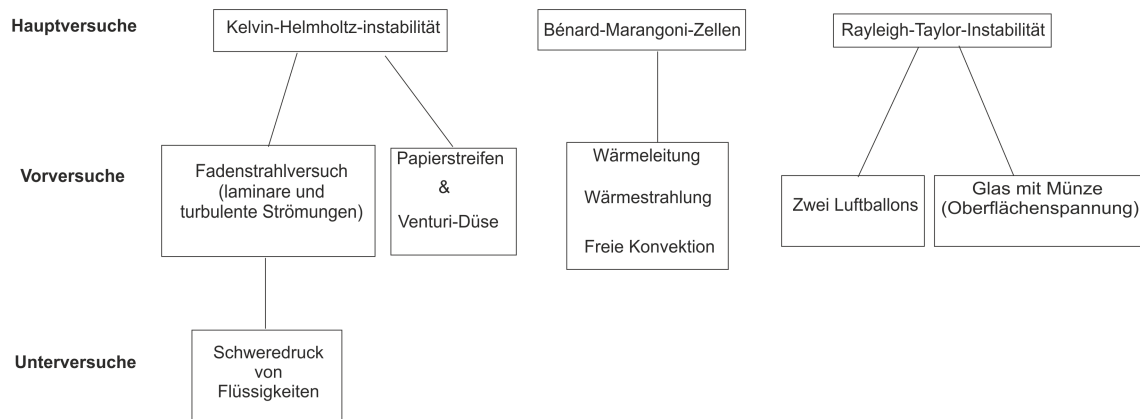 Hauptversuche
Kelvin-Helmholtz-instabilität
Bénard-Marangoni-Zellen
Rayleigh-Taylor-Instabilität
Vorversuche
Fadenstrahlversuch
(laminare und
turbulente Strömungen)
Papierstreifen
&
Venturi-Düse
Wärmeleitung
Wärmestrahlung
Freie Konvektion
Zwei Luftballons
Glas mit Münze
(Oberflächenspannung)
Unterversuche
Schweredruck
von
Flüssigkeiten